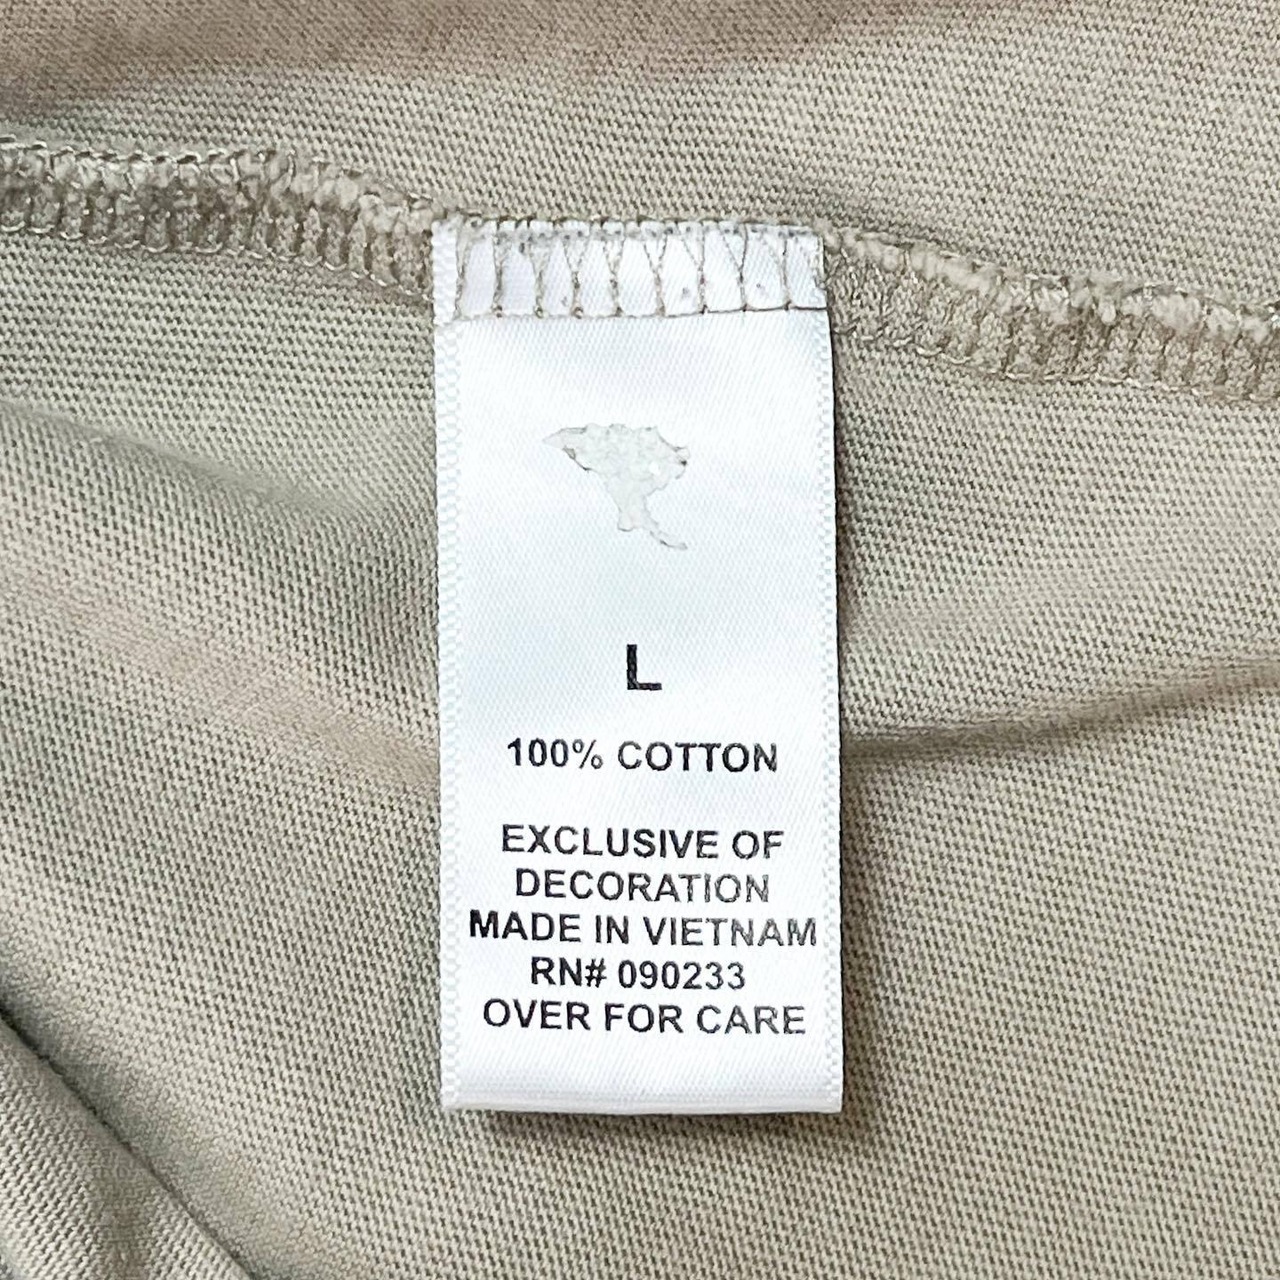 L
100% COTTON
EXCLUSIVE OF
DECORATION
MADE IN VIETNAM
RN# 090233
OVER FOR CARE